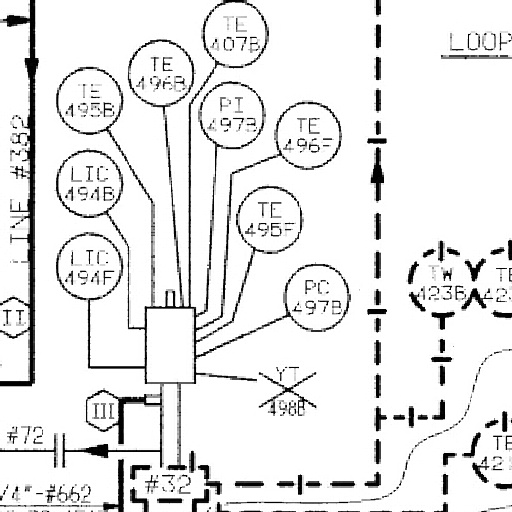 TE
407B
TE
496B
LOOP
TE
495B
PI
497B
TE
496F
LINE #382
LIC
494B
TE
495F
LIC
494F
TW
423B
TE
423
PC
497B
II
YT
498B
III
#72
TE
421
#32
/4"-#662